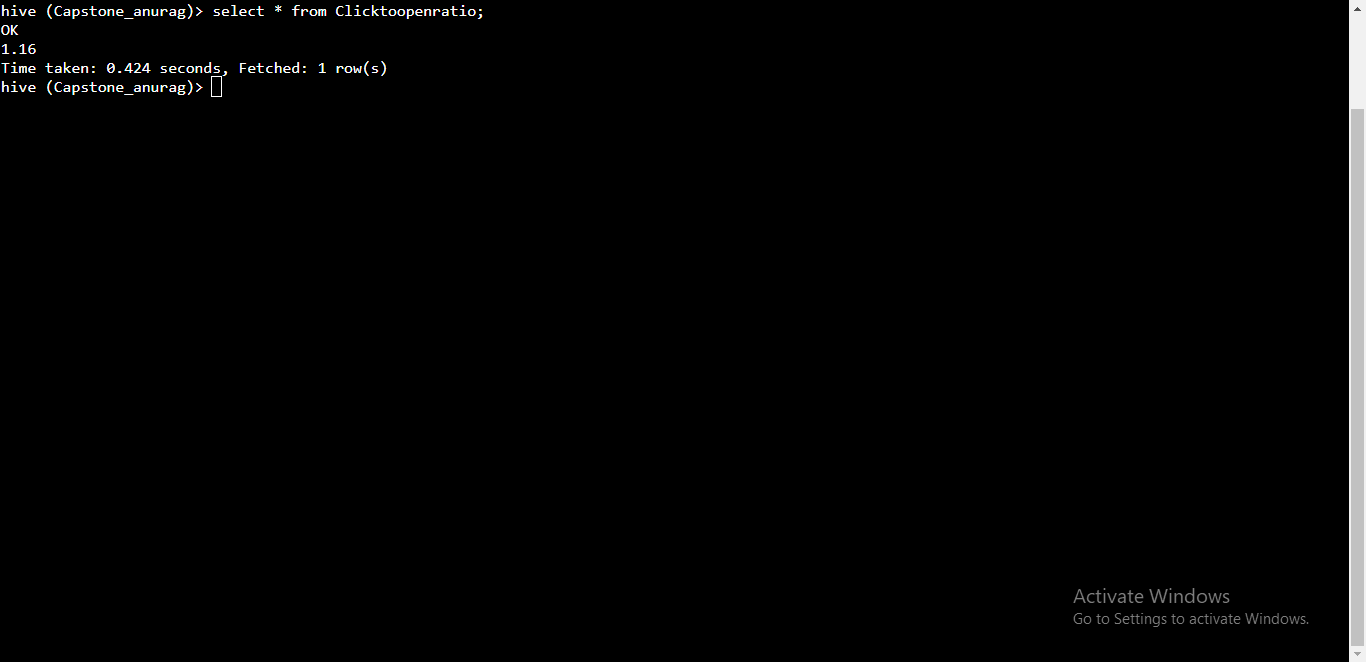 hive (Capstone_anurag)> select * from Clicktoopenratio;
OK
1.16
Time taken: 0.424 seconds, Fetched: 1 row(s)
hive (Capstone_anurag)>
Activate Windows
Go to Settings to activate Windows.